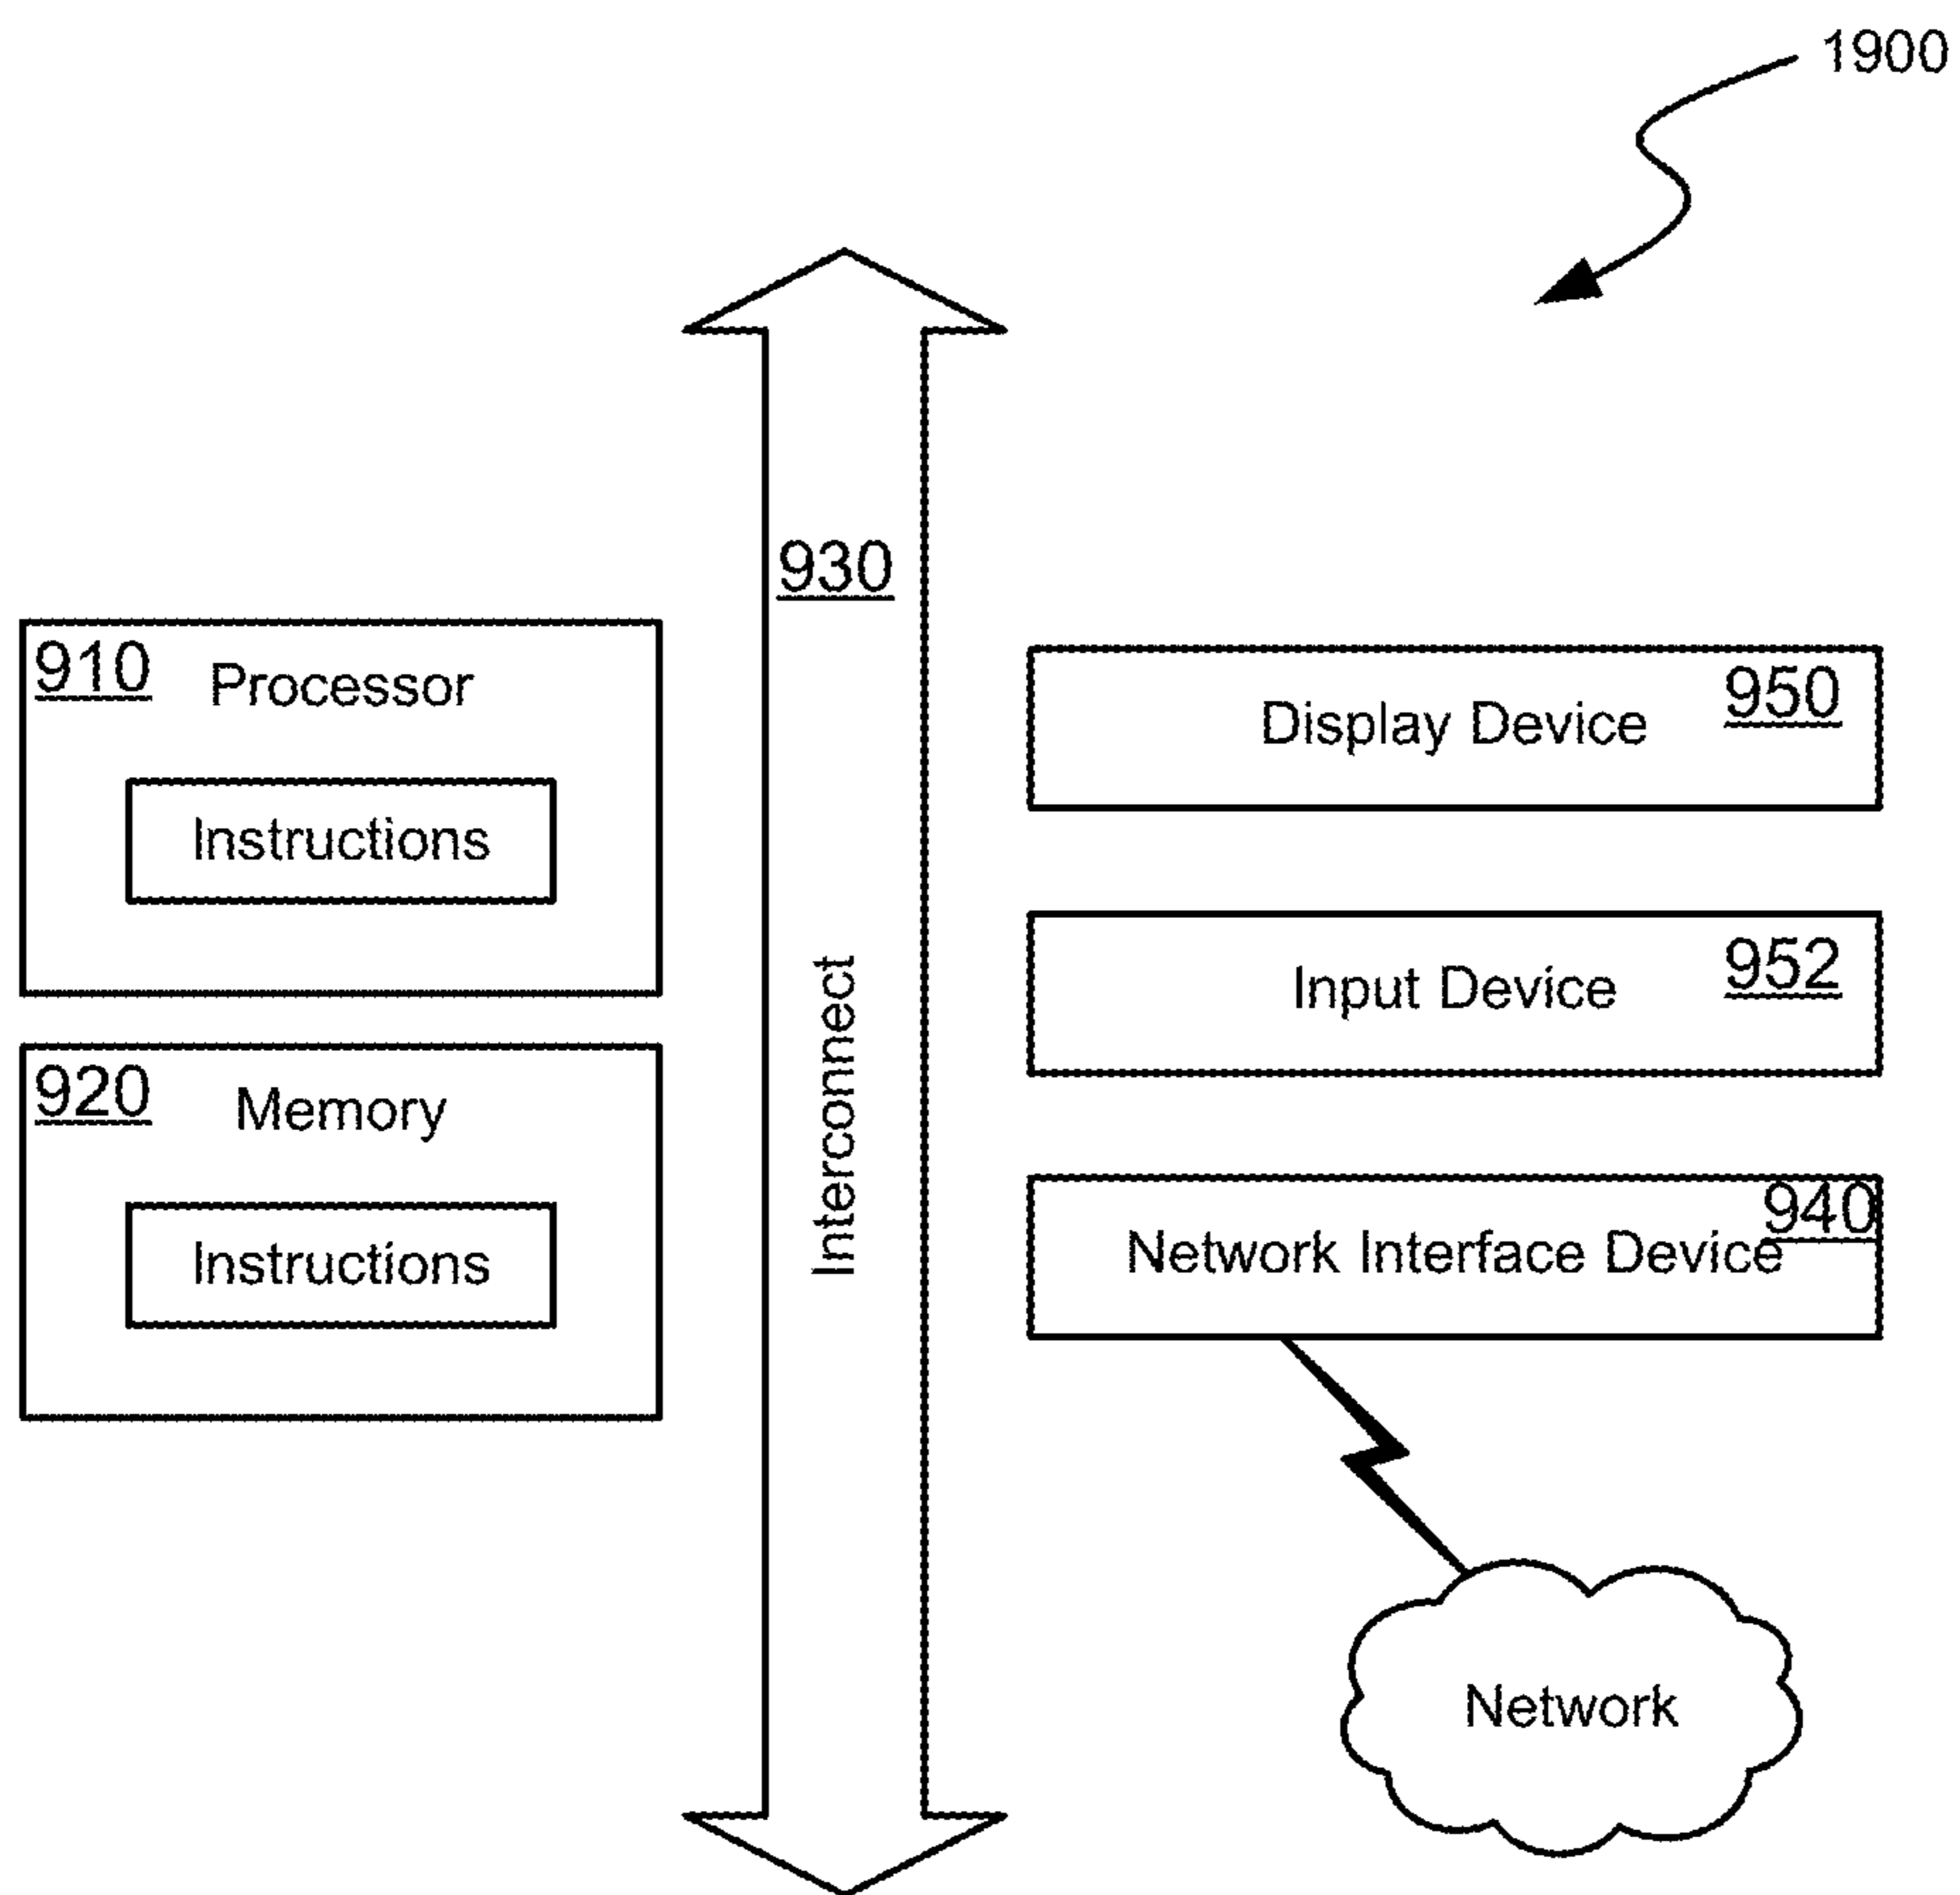 1900
930
Interconnect
910
Processor
Instructions
920
Memory
Instructions
Display Device
950
Input Device
952
Network Interface Device
940
Network